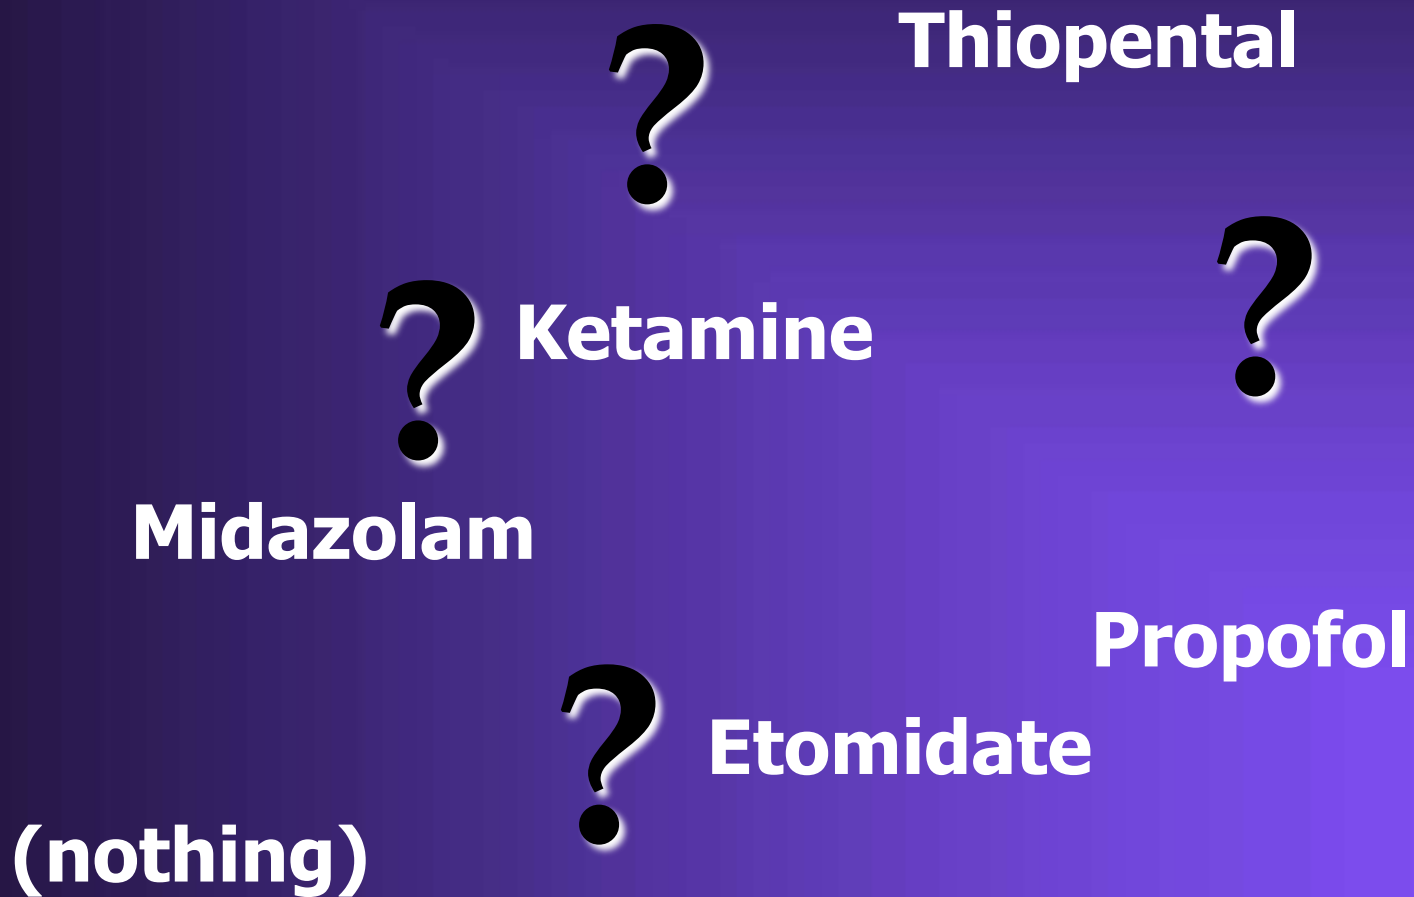 Thiopental
?
?
? Ketamine
Midazolam
Propofol
? Etomidate
(nothing)